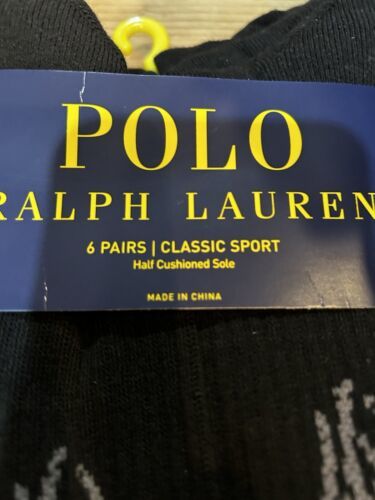 POLO
RALPH LAUREN
6 PAIRS | CLASSIC SPORT
Half Cushioned Sole
MADE IN CHINA